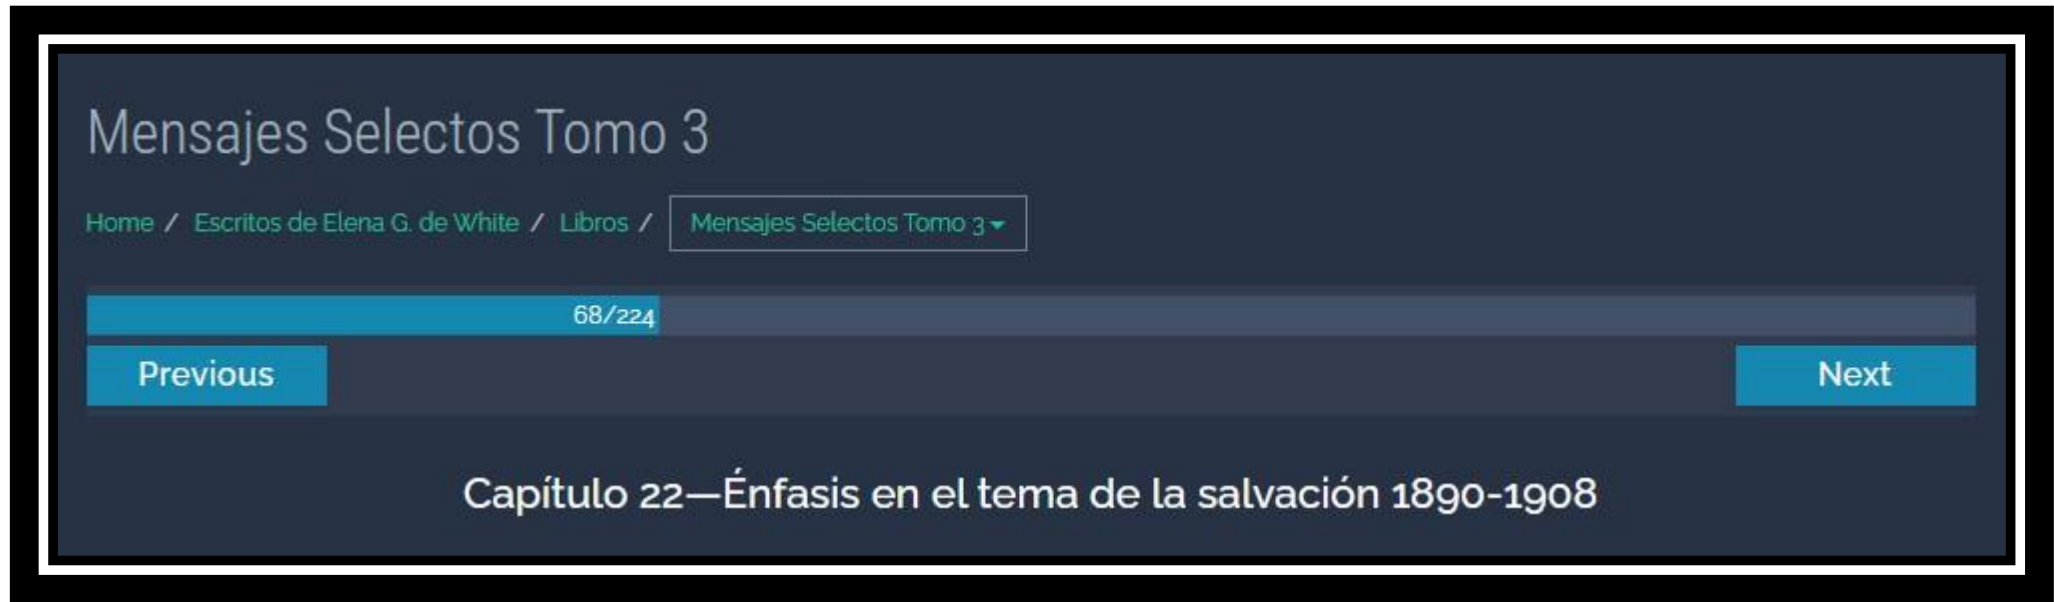 Mensajes Selectos Tomo 3
Home / Escritos de Elena G. de White / Libros / Mensajes Selectos Tomo 3
68/224
Previous Next
Capítulo 22—Énfasis en el tema de la salvación 1890-1908